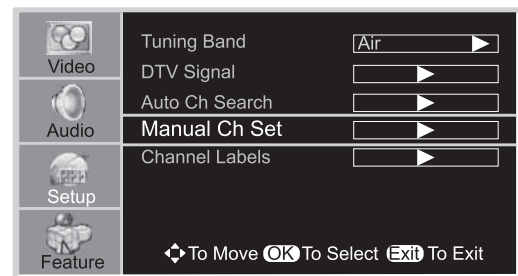 Video
Audio
Setup
Feature
Tuning Band Air
DTV Signal
Auto Ch Search
Manual Ch Set
Channel Labels
To Move OK To Select Exit To Exit